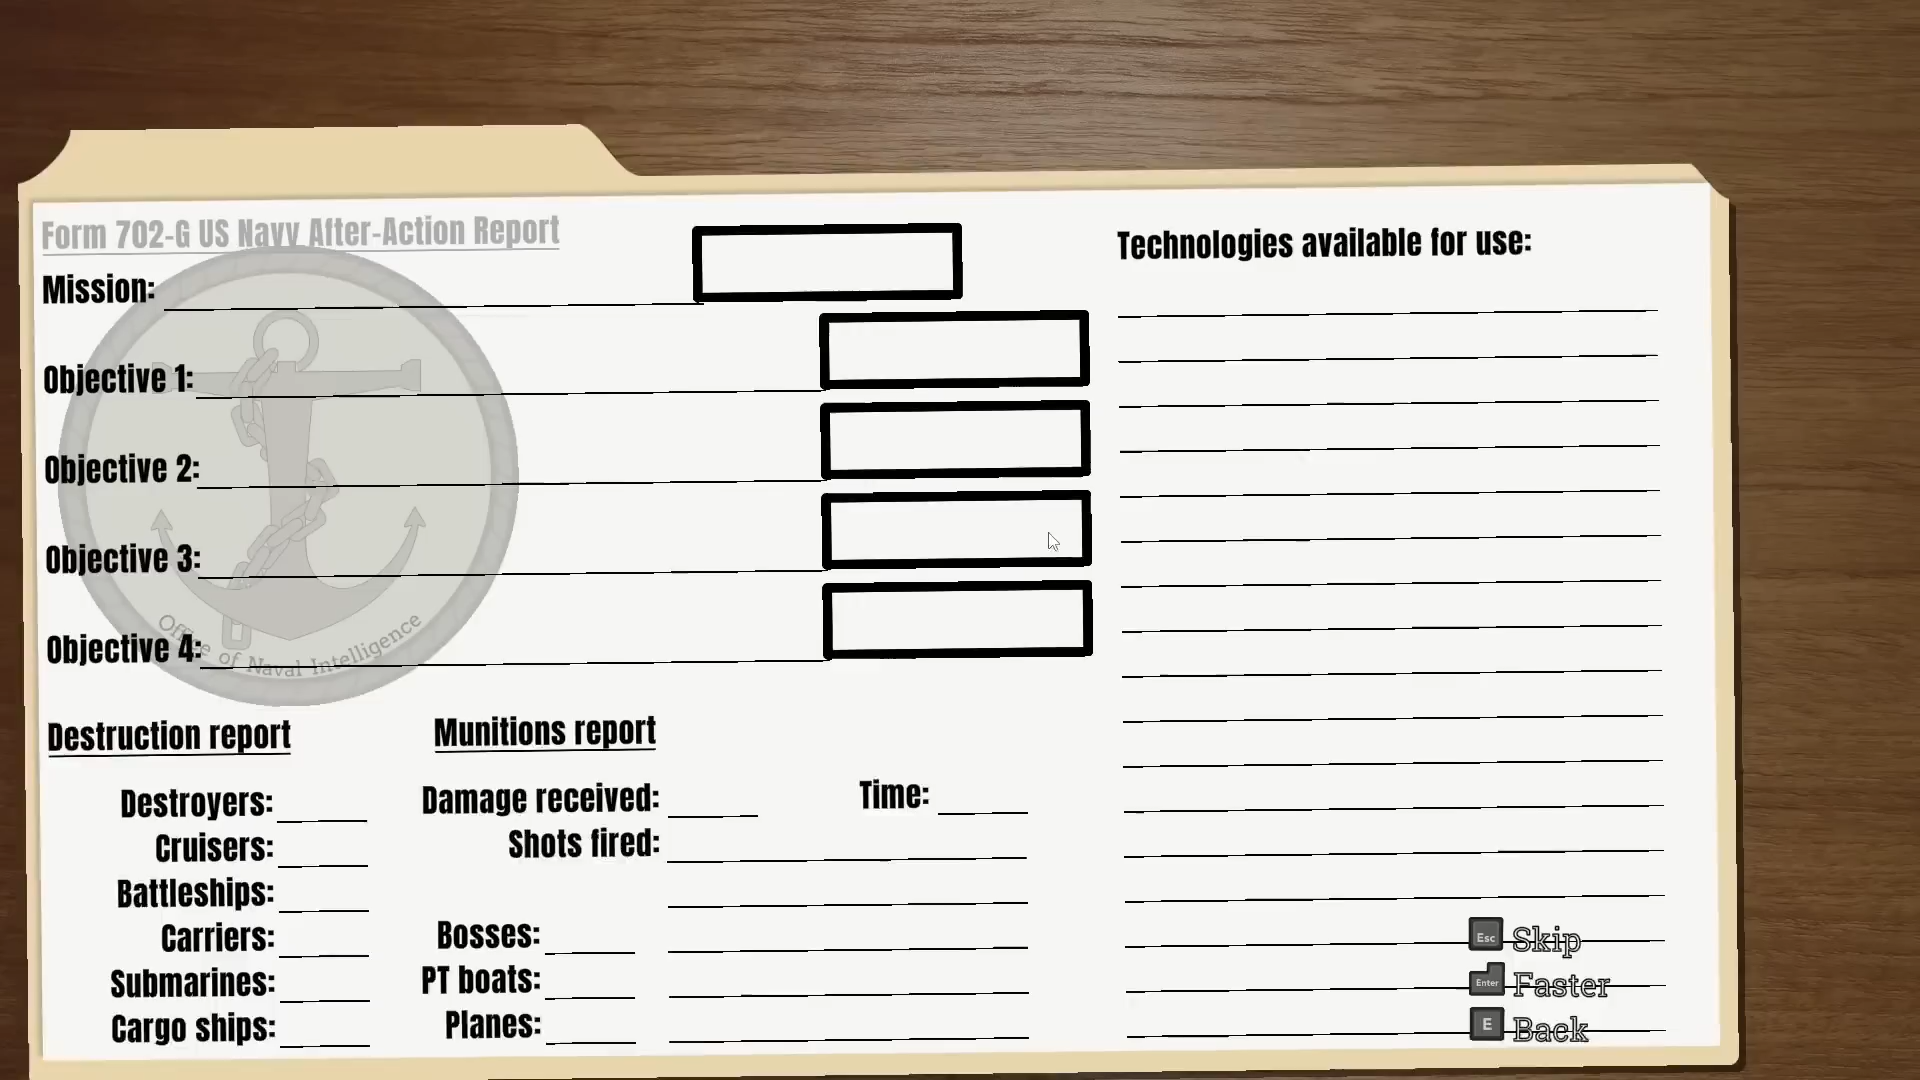 Form 702-G US Navy After-Action Report
Mission:
Objective 1:
Objective 2:
Objective 3:
Objective 4:
Office of Naval Intelligence
Destruction report
Destroyers:
Cruisers:
Battleships:
Carriers:
Submarines:
Cargo ships:
Munitions report
Damage received:
Time:
Shots fired:
Bosses:
PT boats:
Planes:
Technologies available for use:
Esc Skip
Enter Faster
E Back